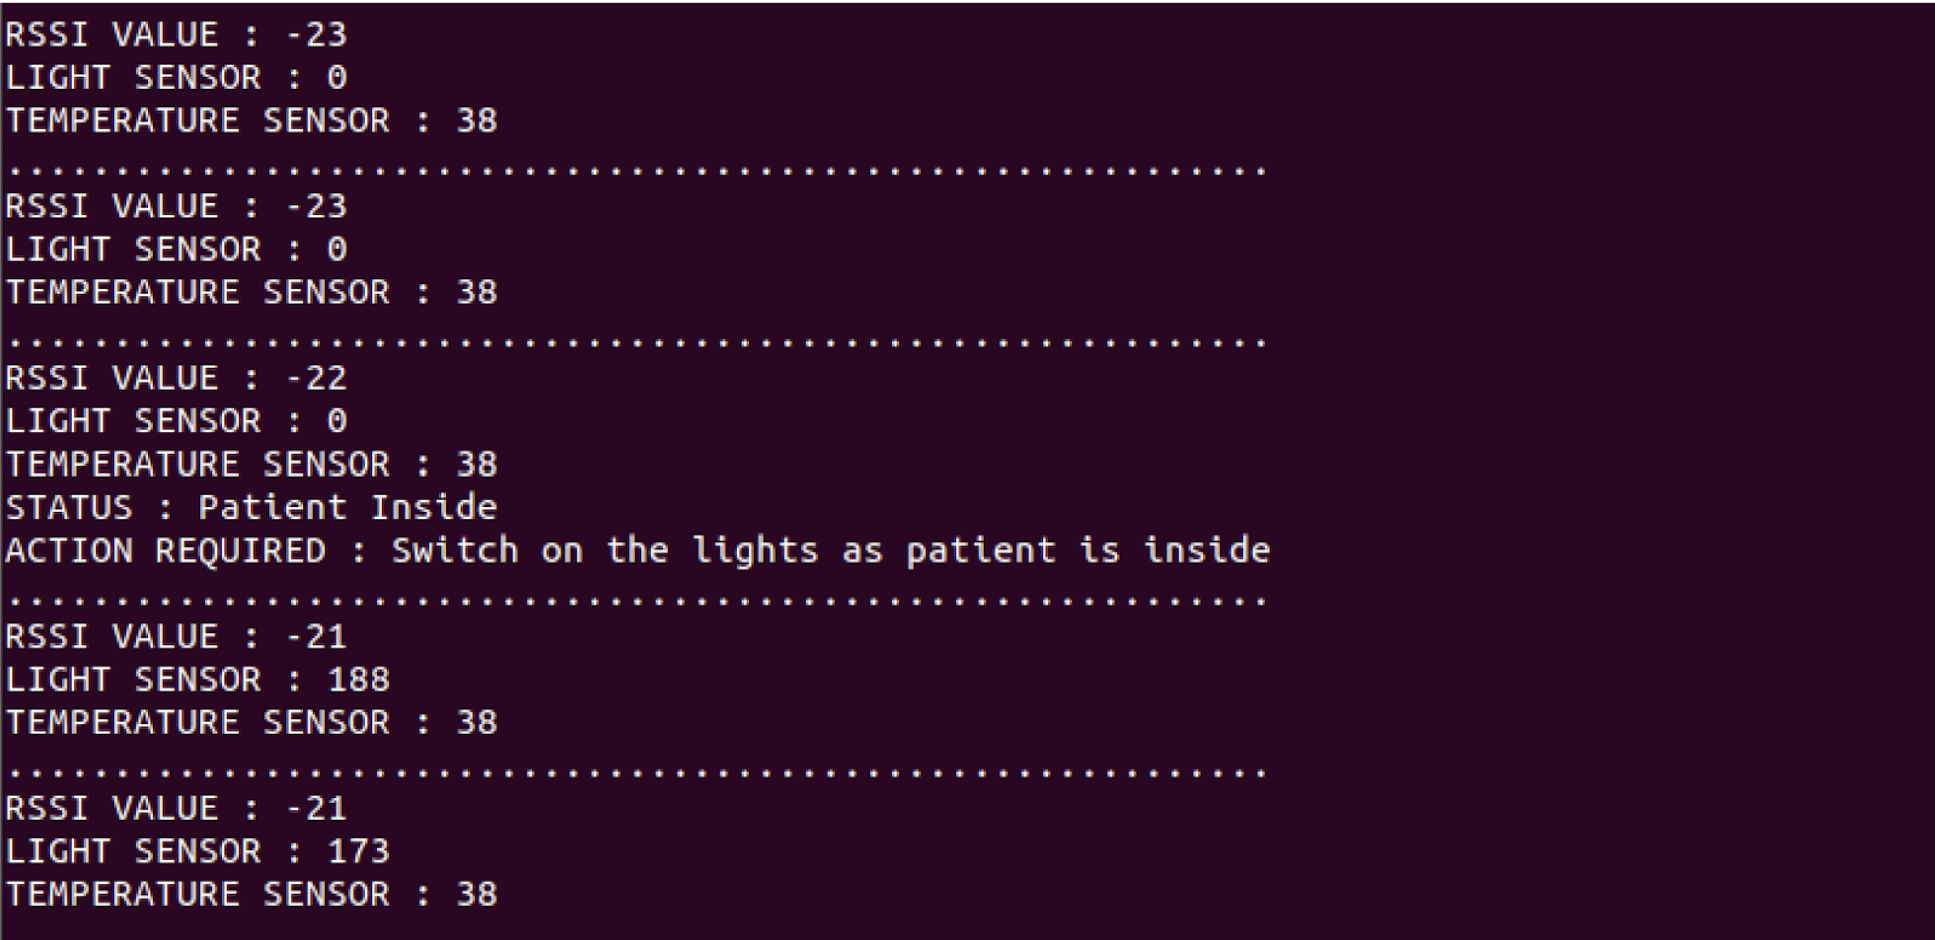 RSSI VALUE : -23
LIGHT SENSOR : 0
TEMPERATURE SENSOR : 38
...........................................................
RSSI VALUE : -23
LIGHT SENSOR : 0
TEMPERATURE SENSOR : 38
...........................................................
RSSI VALUE : -22
LIGHT SENSOR : 0
TEMPERATURE SENSOR : 38
STATUS : Patient Inside
ACTION REQUIRED : Switch on the lights as patient is inside
...........................................................
RSSI VALUE : -21
LIGHT SENSOR : 188
TEMPERATURE SENSOR : 38
...........................................................
RSSI VALUE : -21
LIGHT SENSOR : 173
TEMPERATURE SENSOR : 38